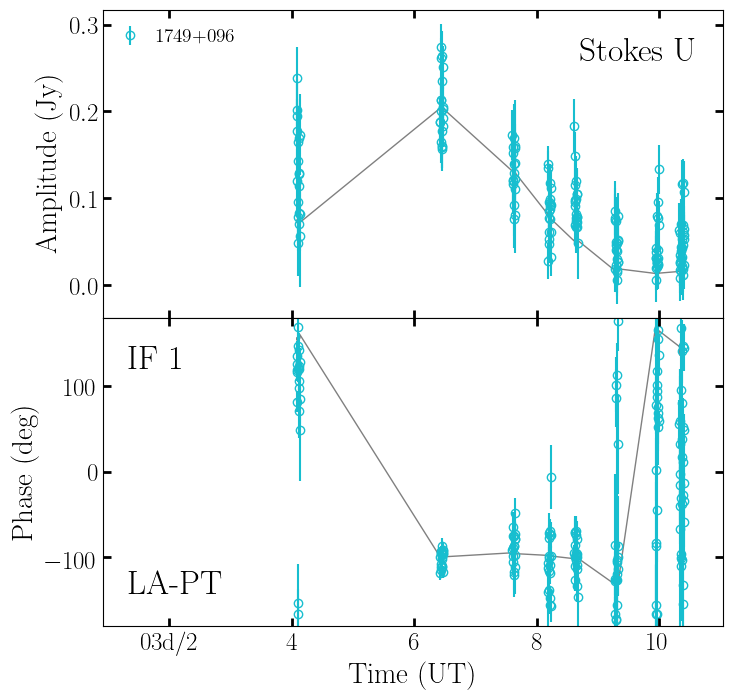 0.3
1749+096
Stokes U
0.2
0.1
0.0
Amplitude (Jy)
IF 1
100
0
−100
Phase (deg)
LA-PT
03d/2 4 6 8 10
Time (UT)